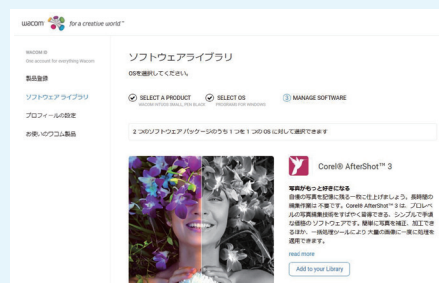 wacom for a creative world™
WACOM ID
One account for everything Wacom
製品登録
ソフトウェア ライブラリ
プロフィールの設定
お使いのワコム製品
ソフトウェアライブラリ
OSを選択してください。
SELECT A PRODUCT
WACOM INTUOS SMALL, PEN BLACK
SELECT OS
PROGRAMS FOR WINDOWS
3 MANAGE SOFTWARE
2 つのソフトウェア パッケージのうち 1 つを 1 つの OS に対して選択できます
Corel® AfterShot™ 3
写真がもっと好きになる
自慢の写真を記憶に残る一枚に仕上げましょう。長時間の
編集作業は不要です。Corel® AfterShot™ 3 は、プロレベ
ルの写真編集技術をすばやく習得できる、シンプルで手頃
な価格の ソフトウェアです。簡単に写真を補正、加工でき
るほか、一括処理ツールにより 大量の画像に一度に処理を
適用できます。
read more
Add to your Library